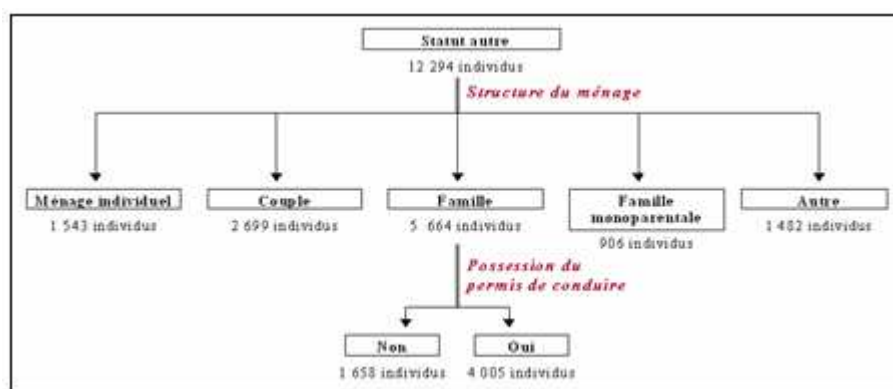 Statut autre
12 294 individus
Structure du ménage
Ménage individuel
1 543 individus
Couple
2 699 individus
Famille
5 664 individus
Famille
monoparentale
906 individus
Autre
1 482 individus
Possession du
permis de conduire
Non
1 658 individus
Oui
4 005 individus